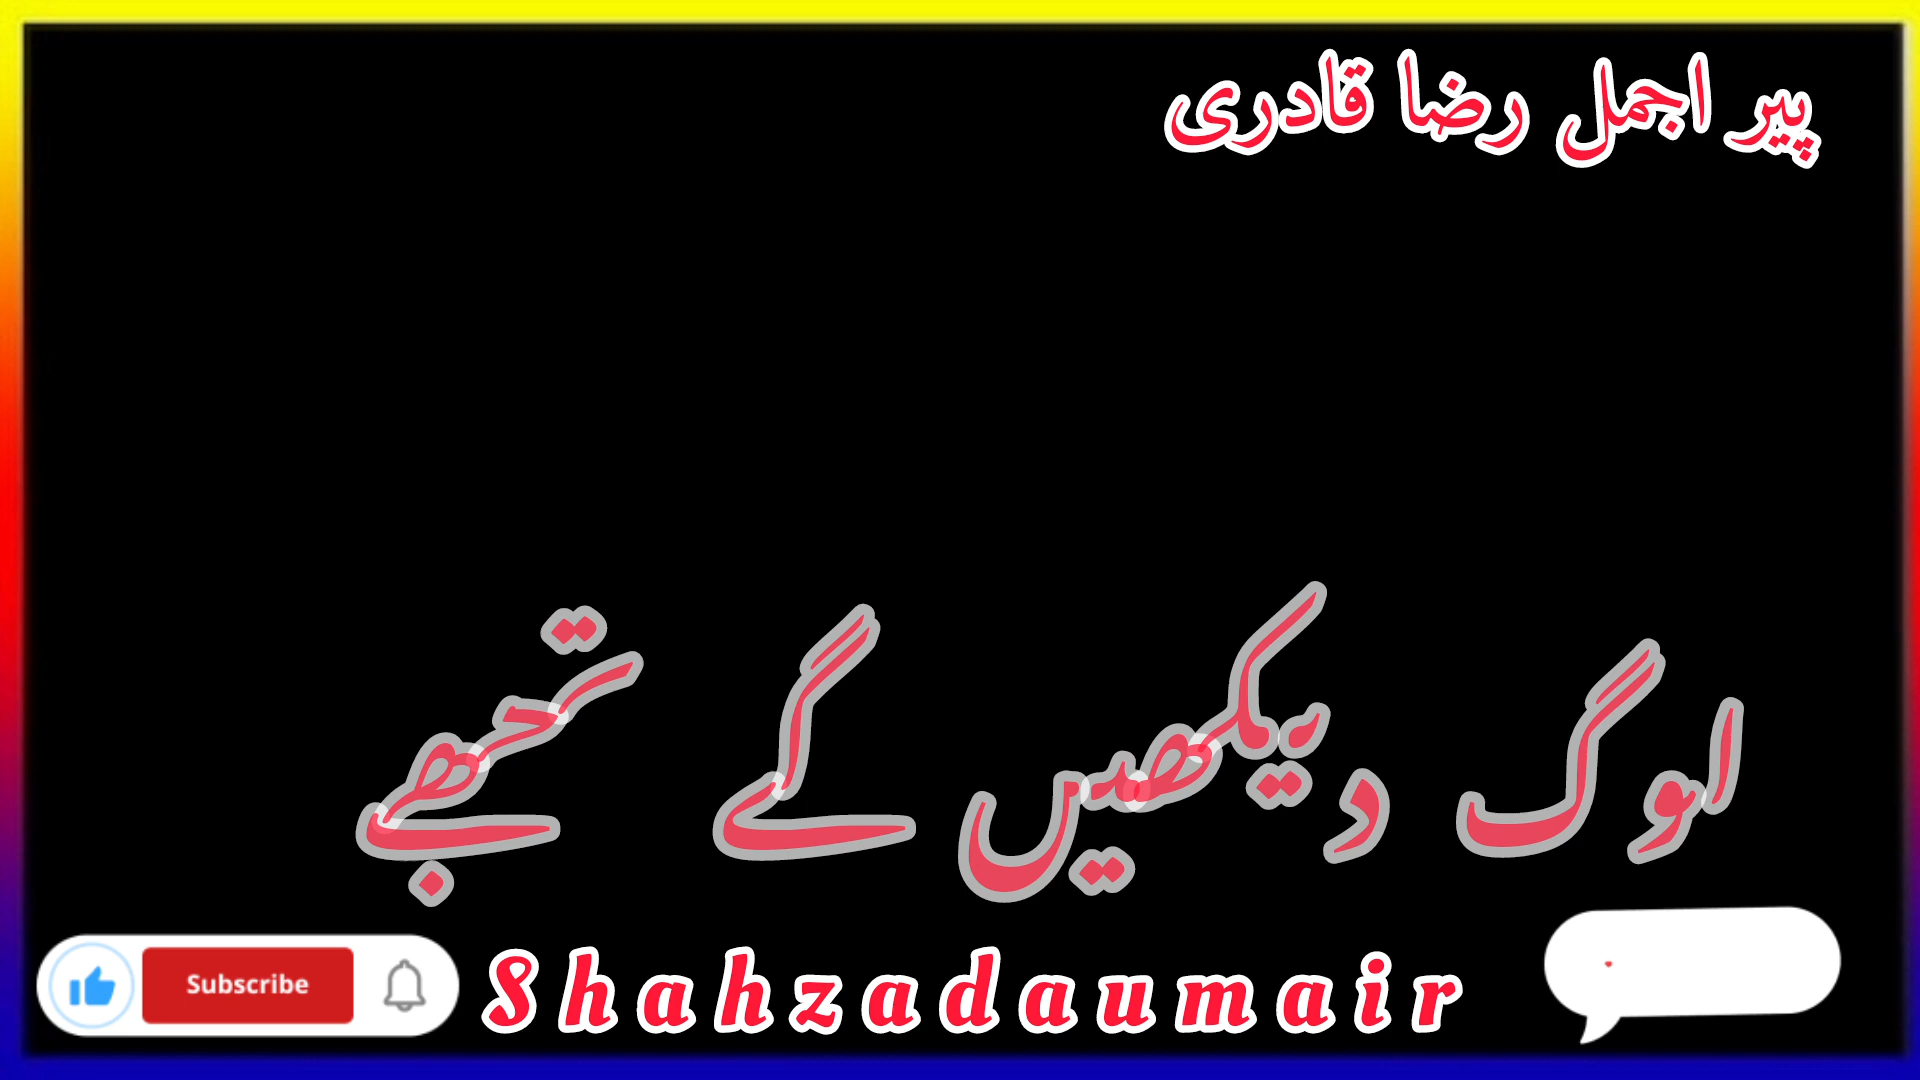 پیر اجمل رضا قادری
لوگ دیکھیں گے تجھے
Subscribe
Shahzadaumair